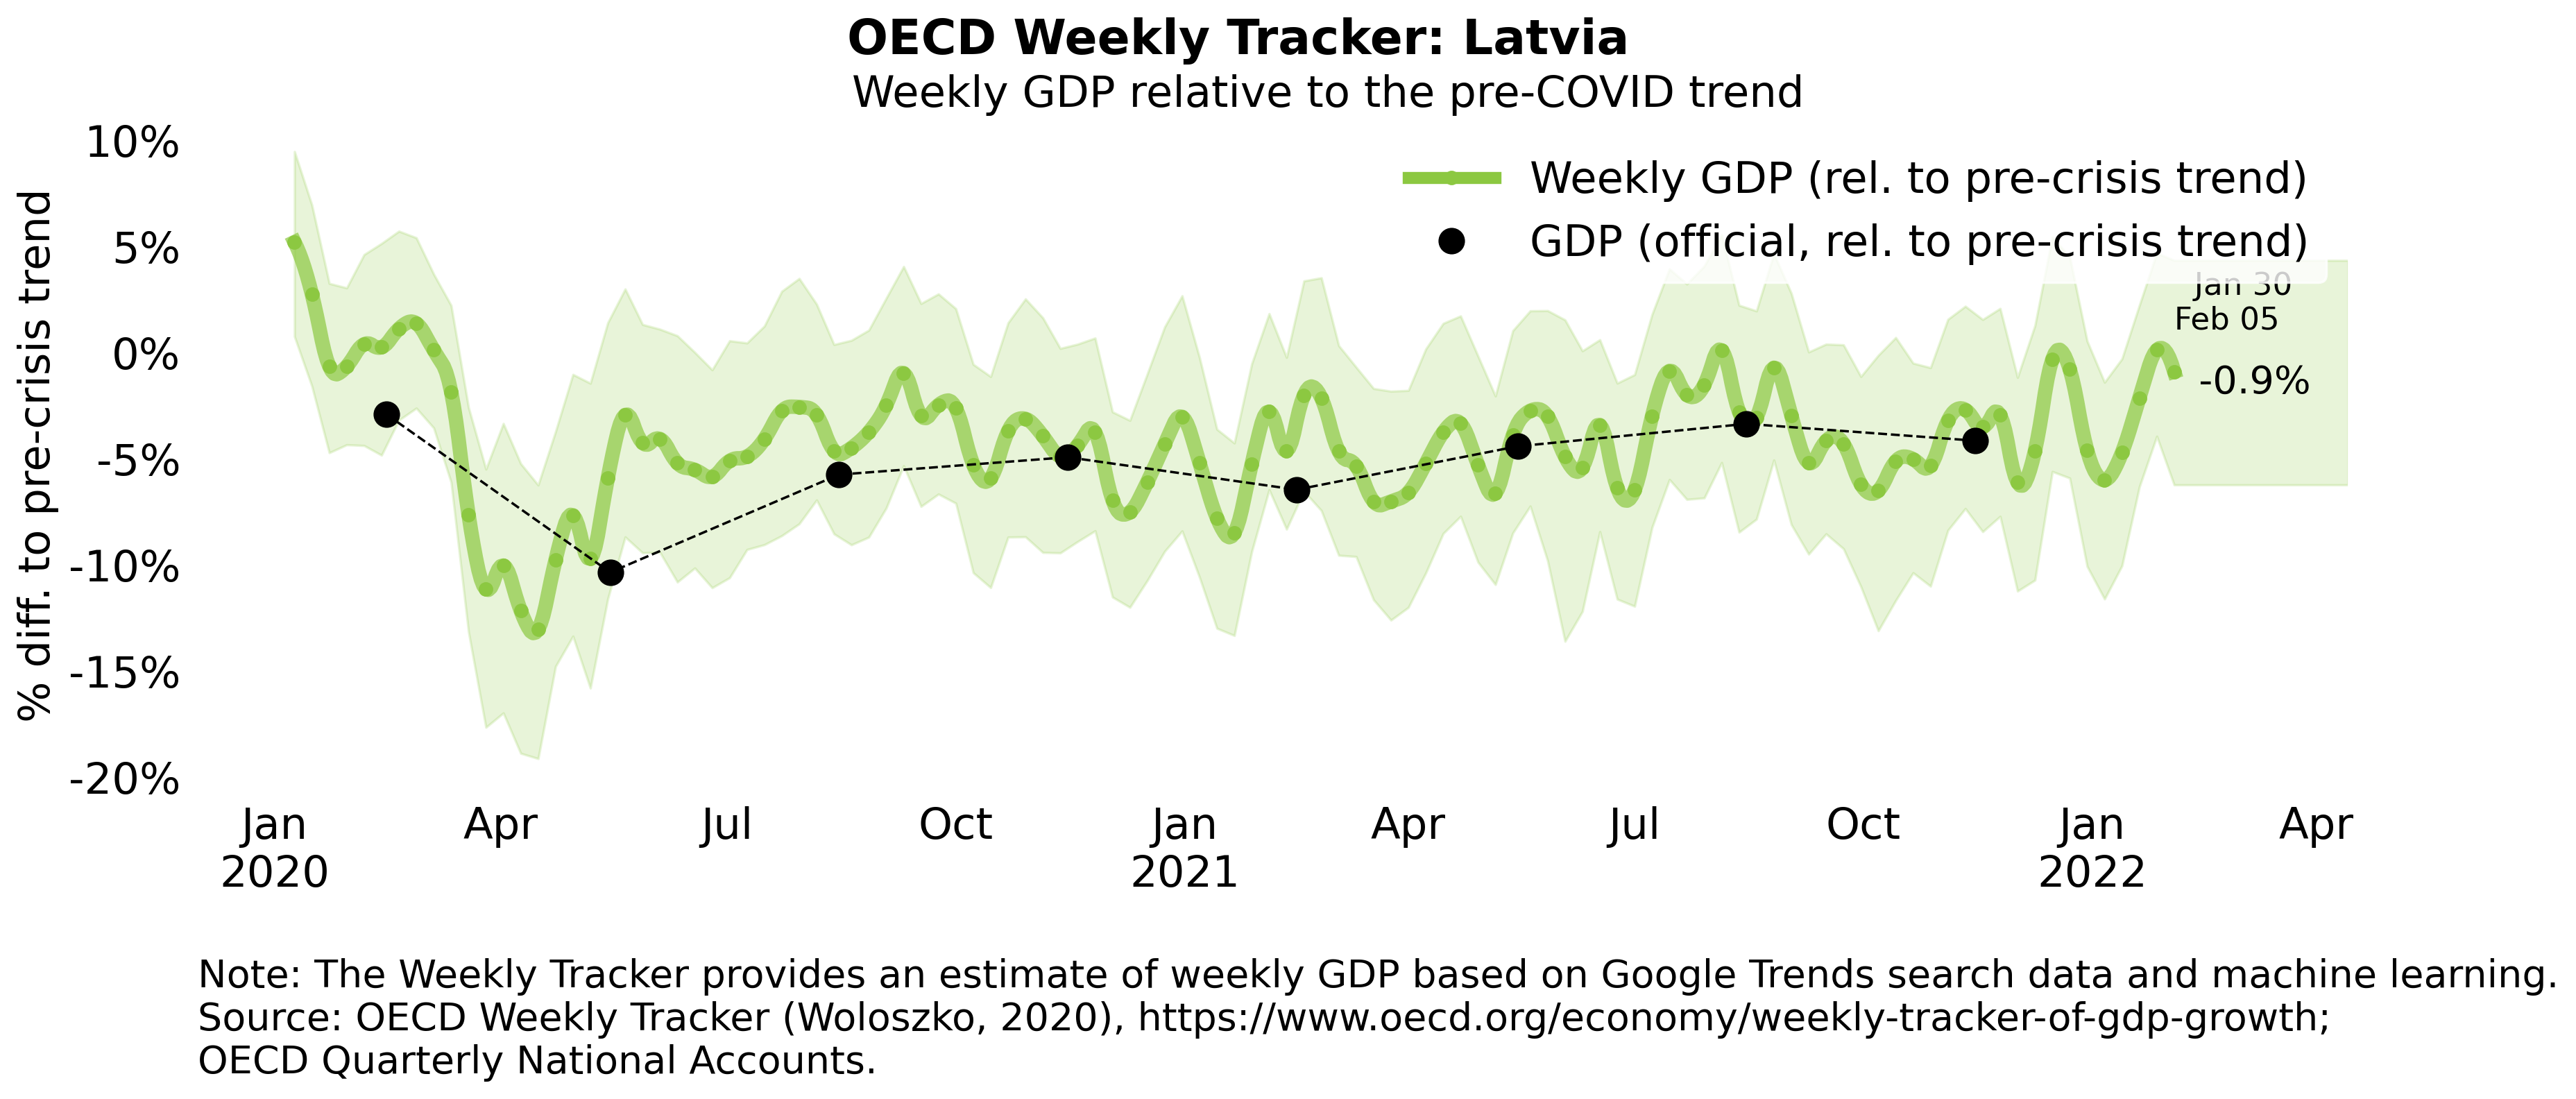 OECD Weekly Tracker: Latvia
Weekly GDP relative to the pre-COVID trend
% diff. to pre-crisis trend
10%
5%
0%
-5%
-10%
-15%
-20%
Weekly GDP (rel. to pre-crisis trend)
GDP (official, rel. to pre-crisis trend)
Jan 30
Feb 05
-0.9%
Jan Apr Jul Oct Jan Apr Jul Oct Jan Apr
2020 2021 2022
Note: The Weekly Tracker provides an estimate of weekly GDP based on Google Trends search data and machine learning.
Source: OECD Weekly Tracker (Woloszko, 2020), https://www.oecd.org/economy/weekly-tracker-of-gdp-growth;
OECD Quarterly National Accounts.